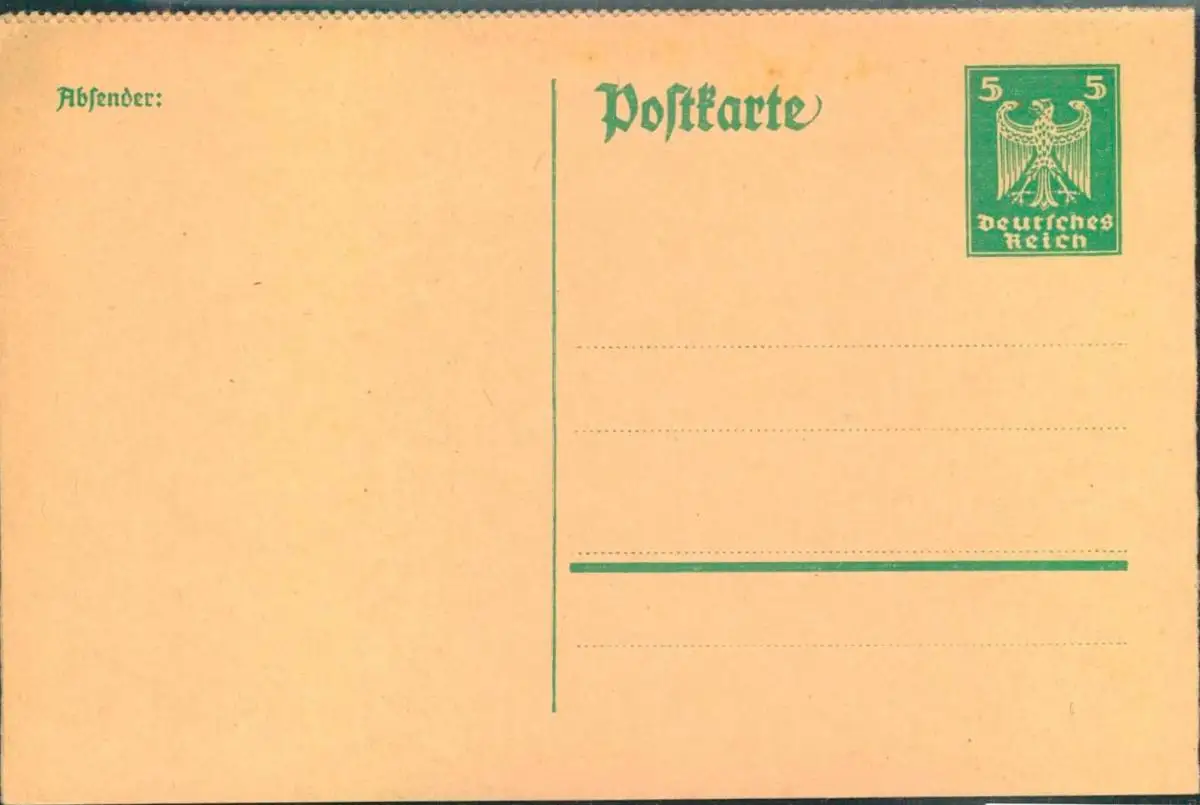 Absender:
Postkarte
5 5
Deutsches
Reich